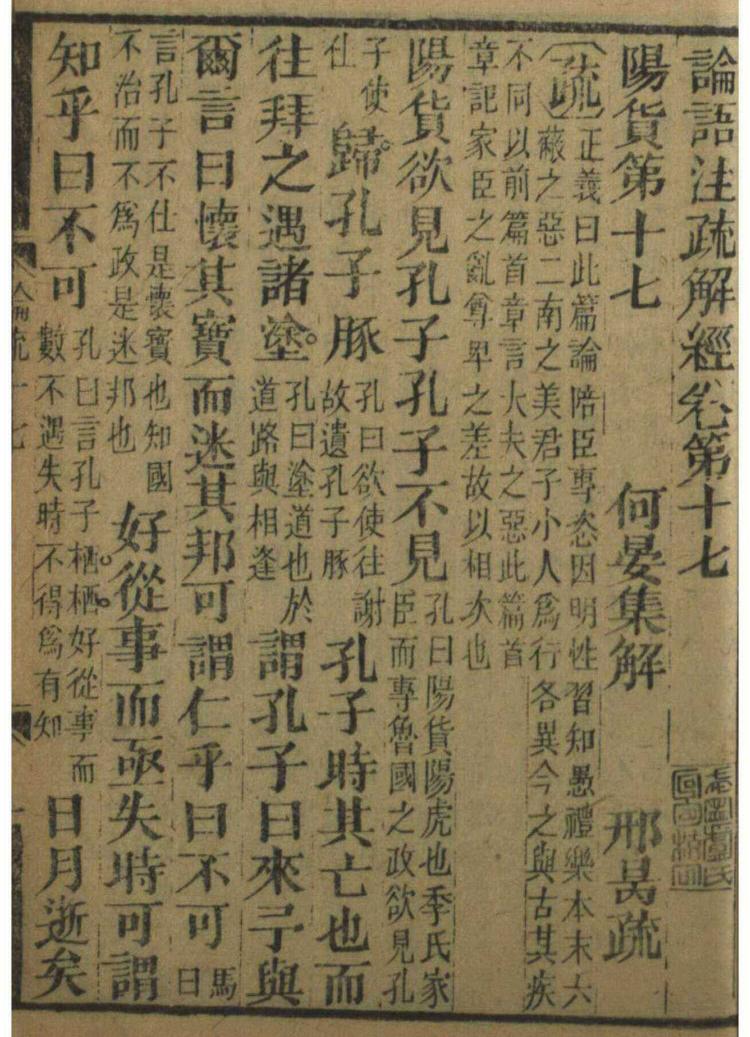 論語注疏解經卷第十七
陽貨第十七 何晏集解 邢昺疏
疏 正義曰此篇論陪臣專恣因明性習知愚禮樂本末六
蔽之惡二南之美君子小人爲行各異今之與古其疾
不同以前篇首章言大夫之惡此篇首
章記家臣之亂尊卑之差故以相次也
陽貨欲見孔子孔子不見 孔曰陽貨陽虎也季氏家 臣而專魯國之政欲見孔
子使 仕 歸孔子豚 孔曰欲使往謝 故遺孔子豚 孔子時其亡也而
往拜之遇諸塗 孔曰塗道也於 道路與相逢 謂孔子曰來予與
爾言曰懷其寶而迷其邦可謂仁乎曰不可 馬 曰
言孔子不仕是懷寶也知國 不治而不爲政是迷邦也 好從事而亟失時可謂
知乎曰不可 孔曰言孔子栖栖好從事而 數不遇失時不得爲有知 日月逝矣